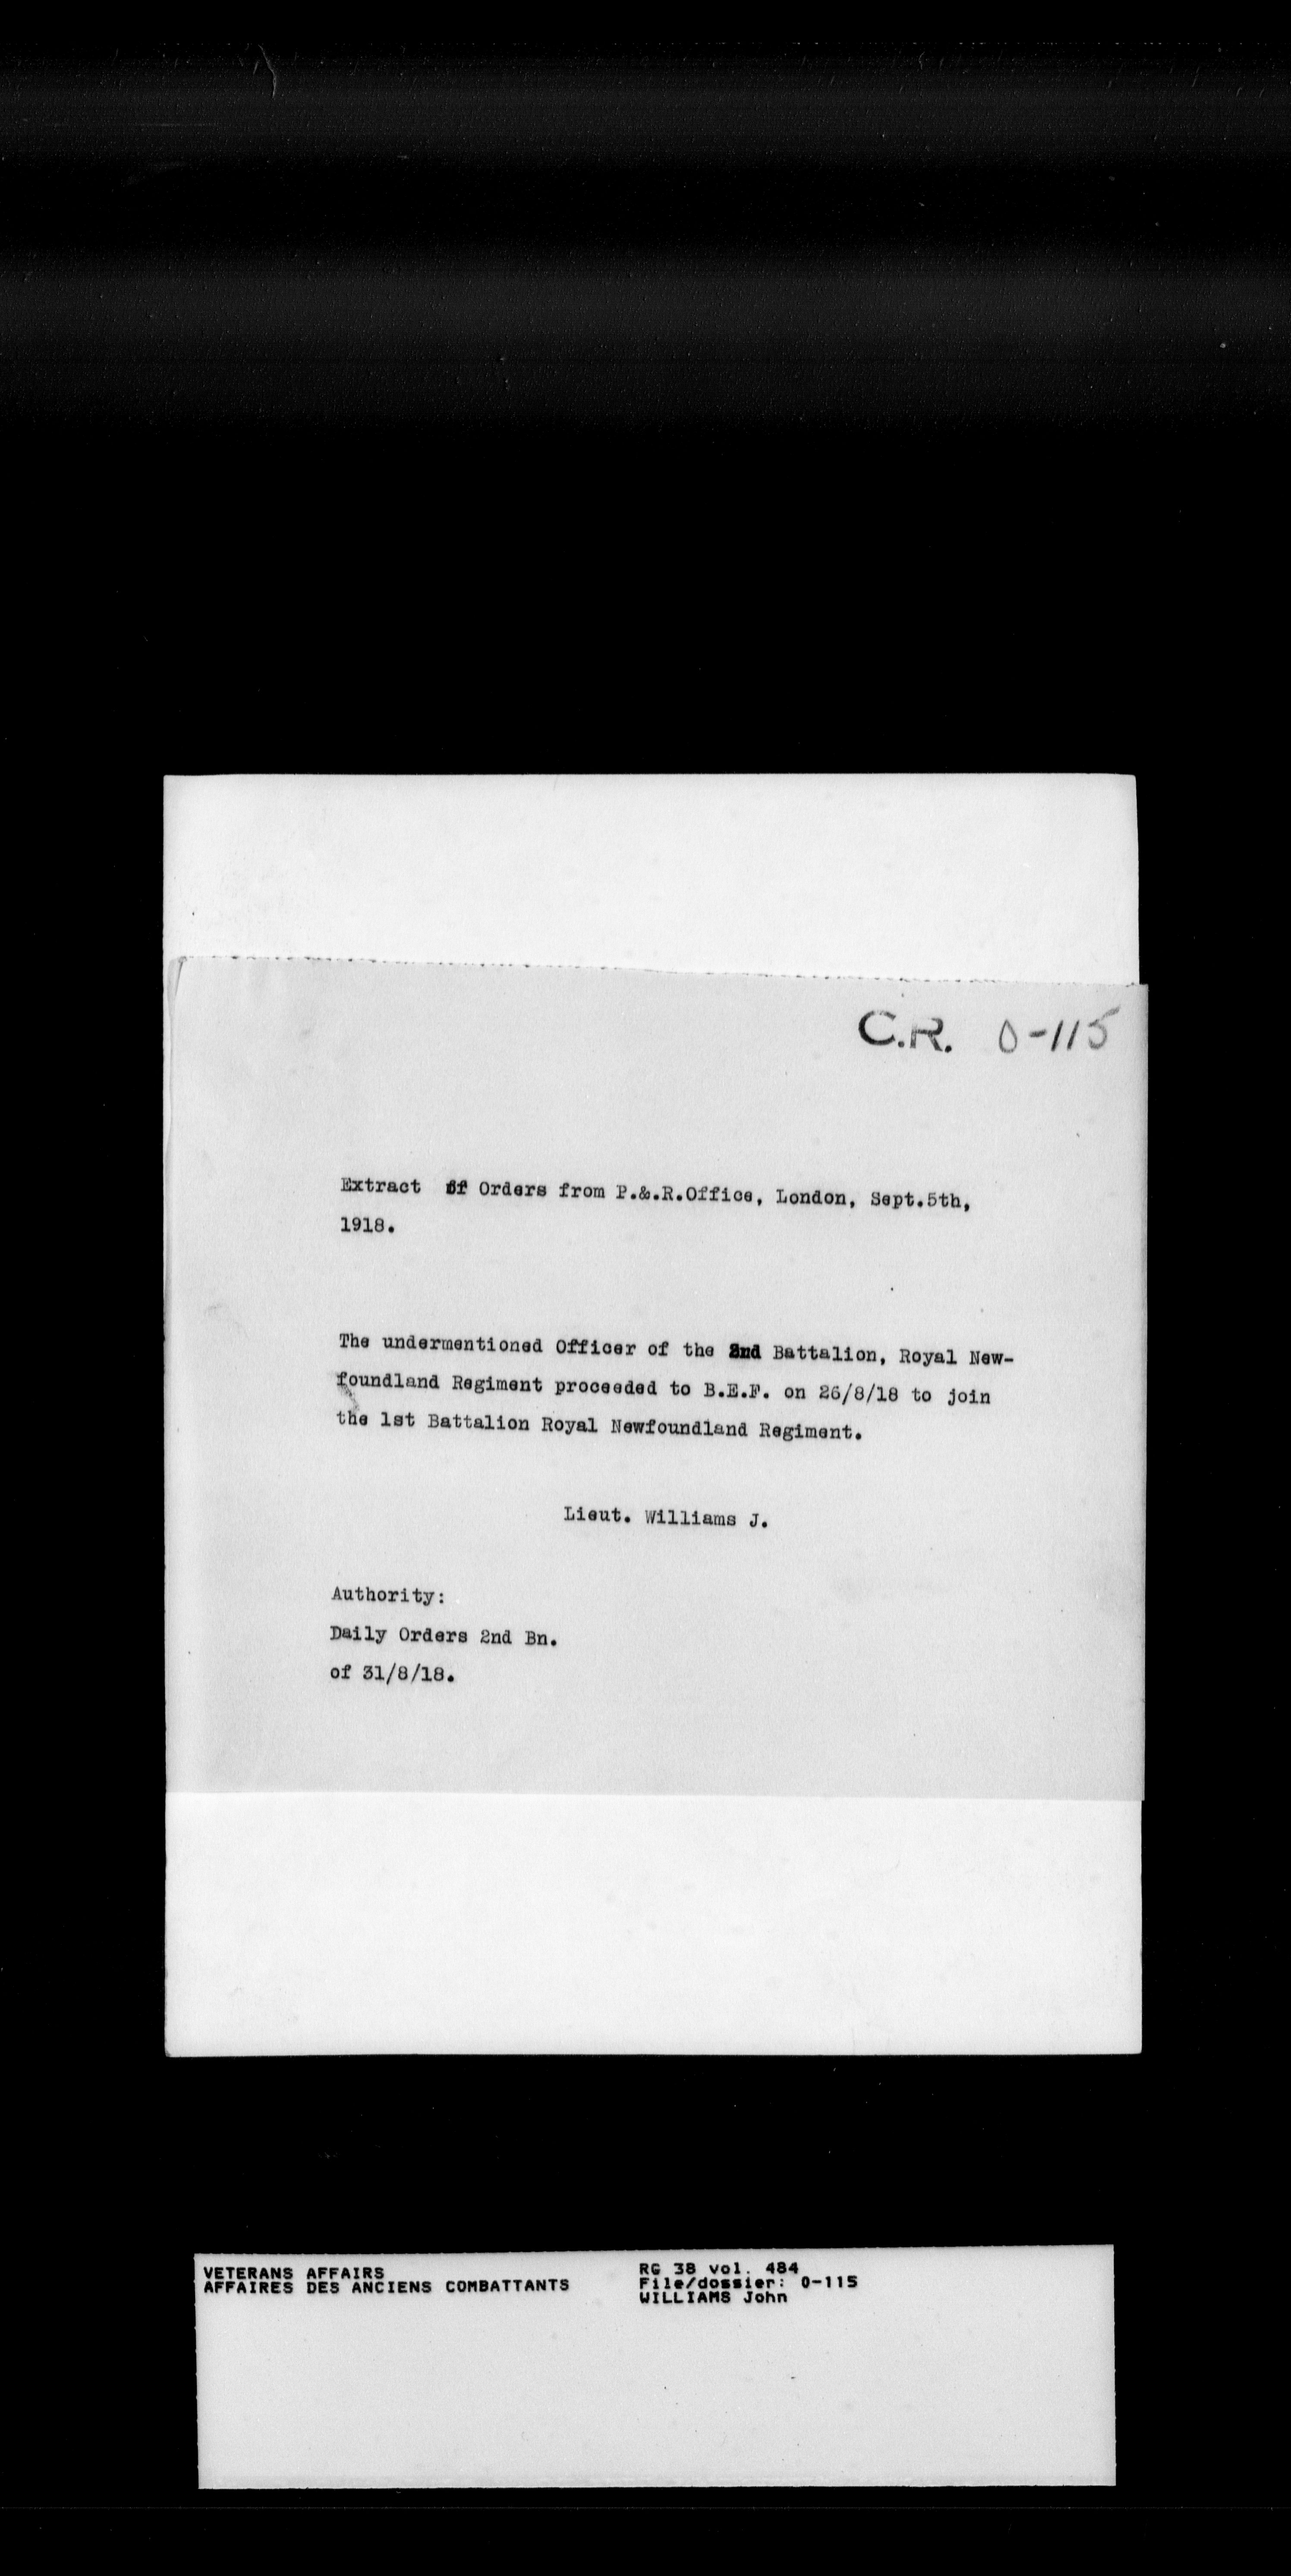 C.R. 0-115
Extract of Orders from P.&.R.Office, London, Sept.5th,
1918.
The undermentioned Officer of the 2nd Battalion, Royal New-
foundland Regiment proceeded to B.E.F. on 26/8/18 to join
the 1st Battalion Royal Newfoundland Regiment.
Lieut. Williams J.
Authority:
Daily Orders 2nd Bn.
of 31/8/18.
VETERANS AFFAIRS
AFFAIRES DES ANCIENS COMBATTANTS
RG 38 vol. 484
File/dossier: 0-115
WILLIAMS John